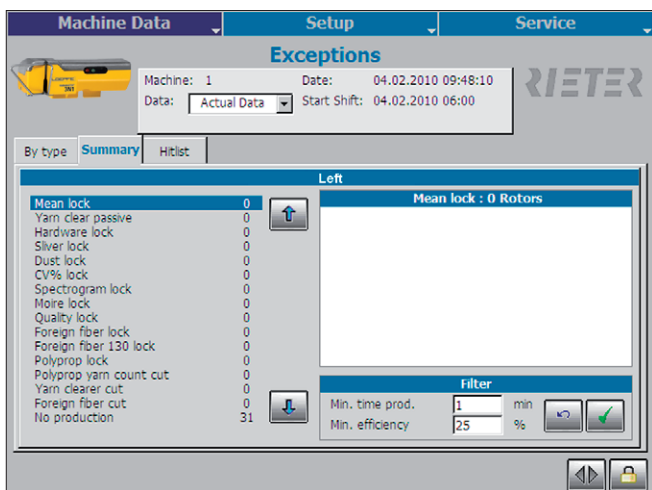 Machine Data Setup Service
Exceptions
Machine: 1 Date: 04.02.2010 09:48:10
Data: Actual Data Start Shift: 04.02.2010 06:00
RIETER
LOEPFE
By type Summary Hitlist
Left
Mean lock 0
Yarn clear passive 0
Hardware lock 0
Sliver lock 0
Dust lock 0
CV% lock 0
Spectrogram lock 0
Moire lock 0
Quality lock 0
Foreign fiber lock 0
Foreign fiber 130 lock 0
Polyprop lock 0
Polyprop yarn count cut 0
Yarn clearer cut 0
Foreign fiber cut 0
No production 31
Mean lock : 0 Rotors
Filter
Min. time prod. 1 min
Min. efficiency 25 %